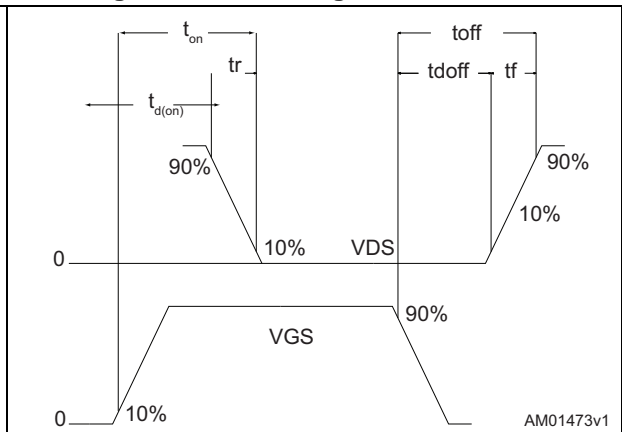 ton toff
tr tdoff tf
td(on)
90% 90%
10%
10% VDS
0
90%
VGS
10%
0
AM01473v1